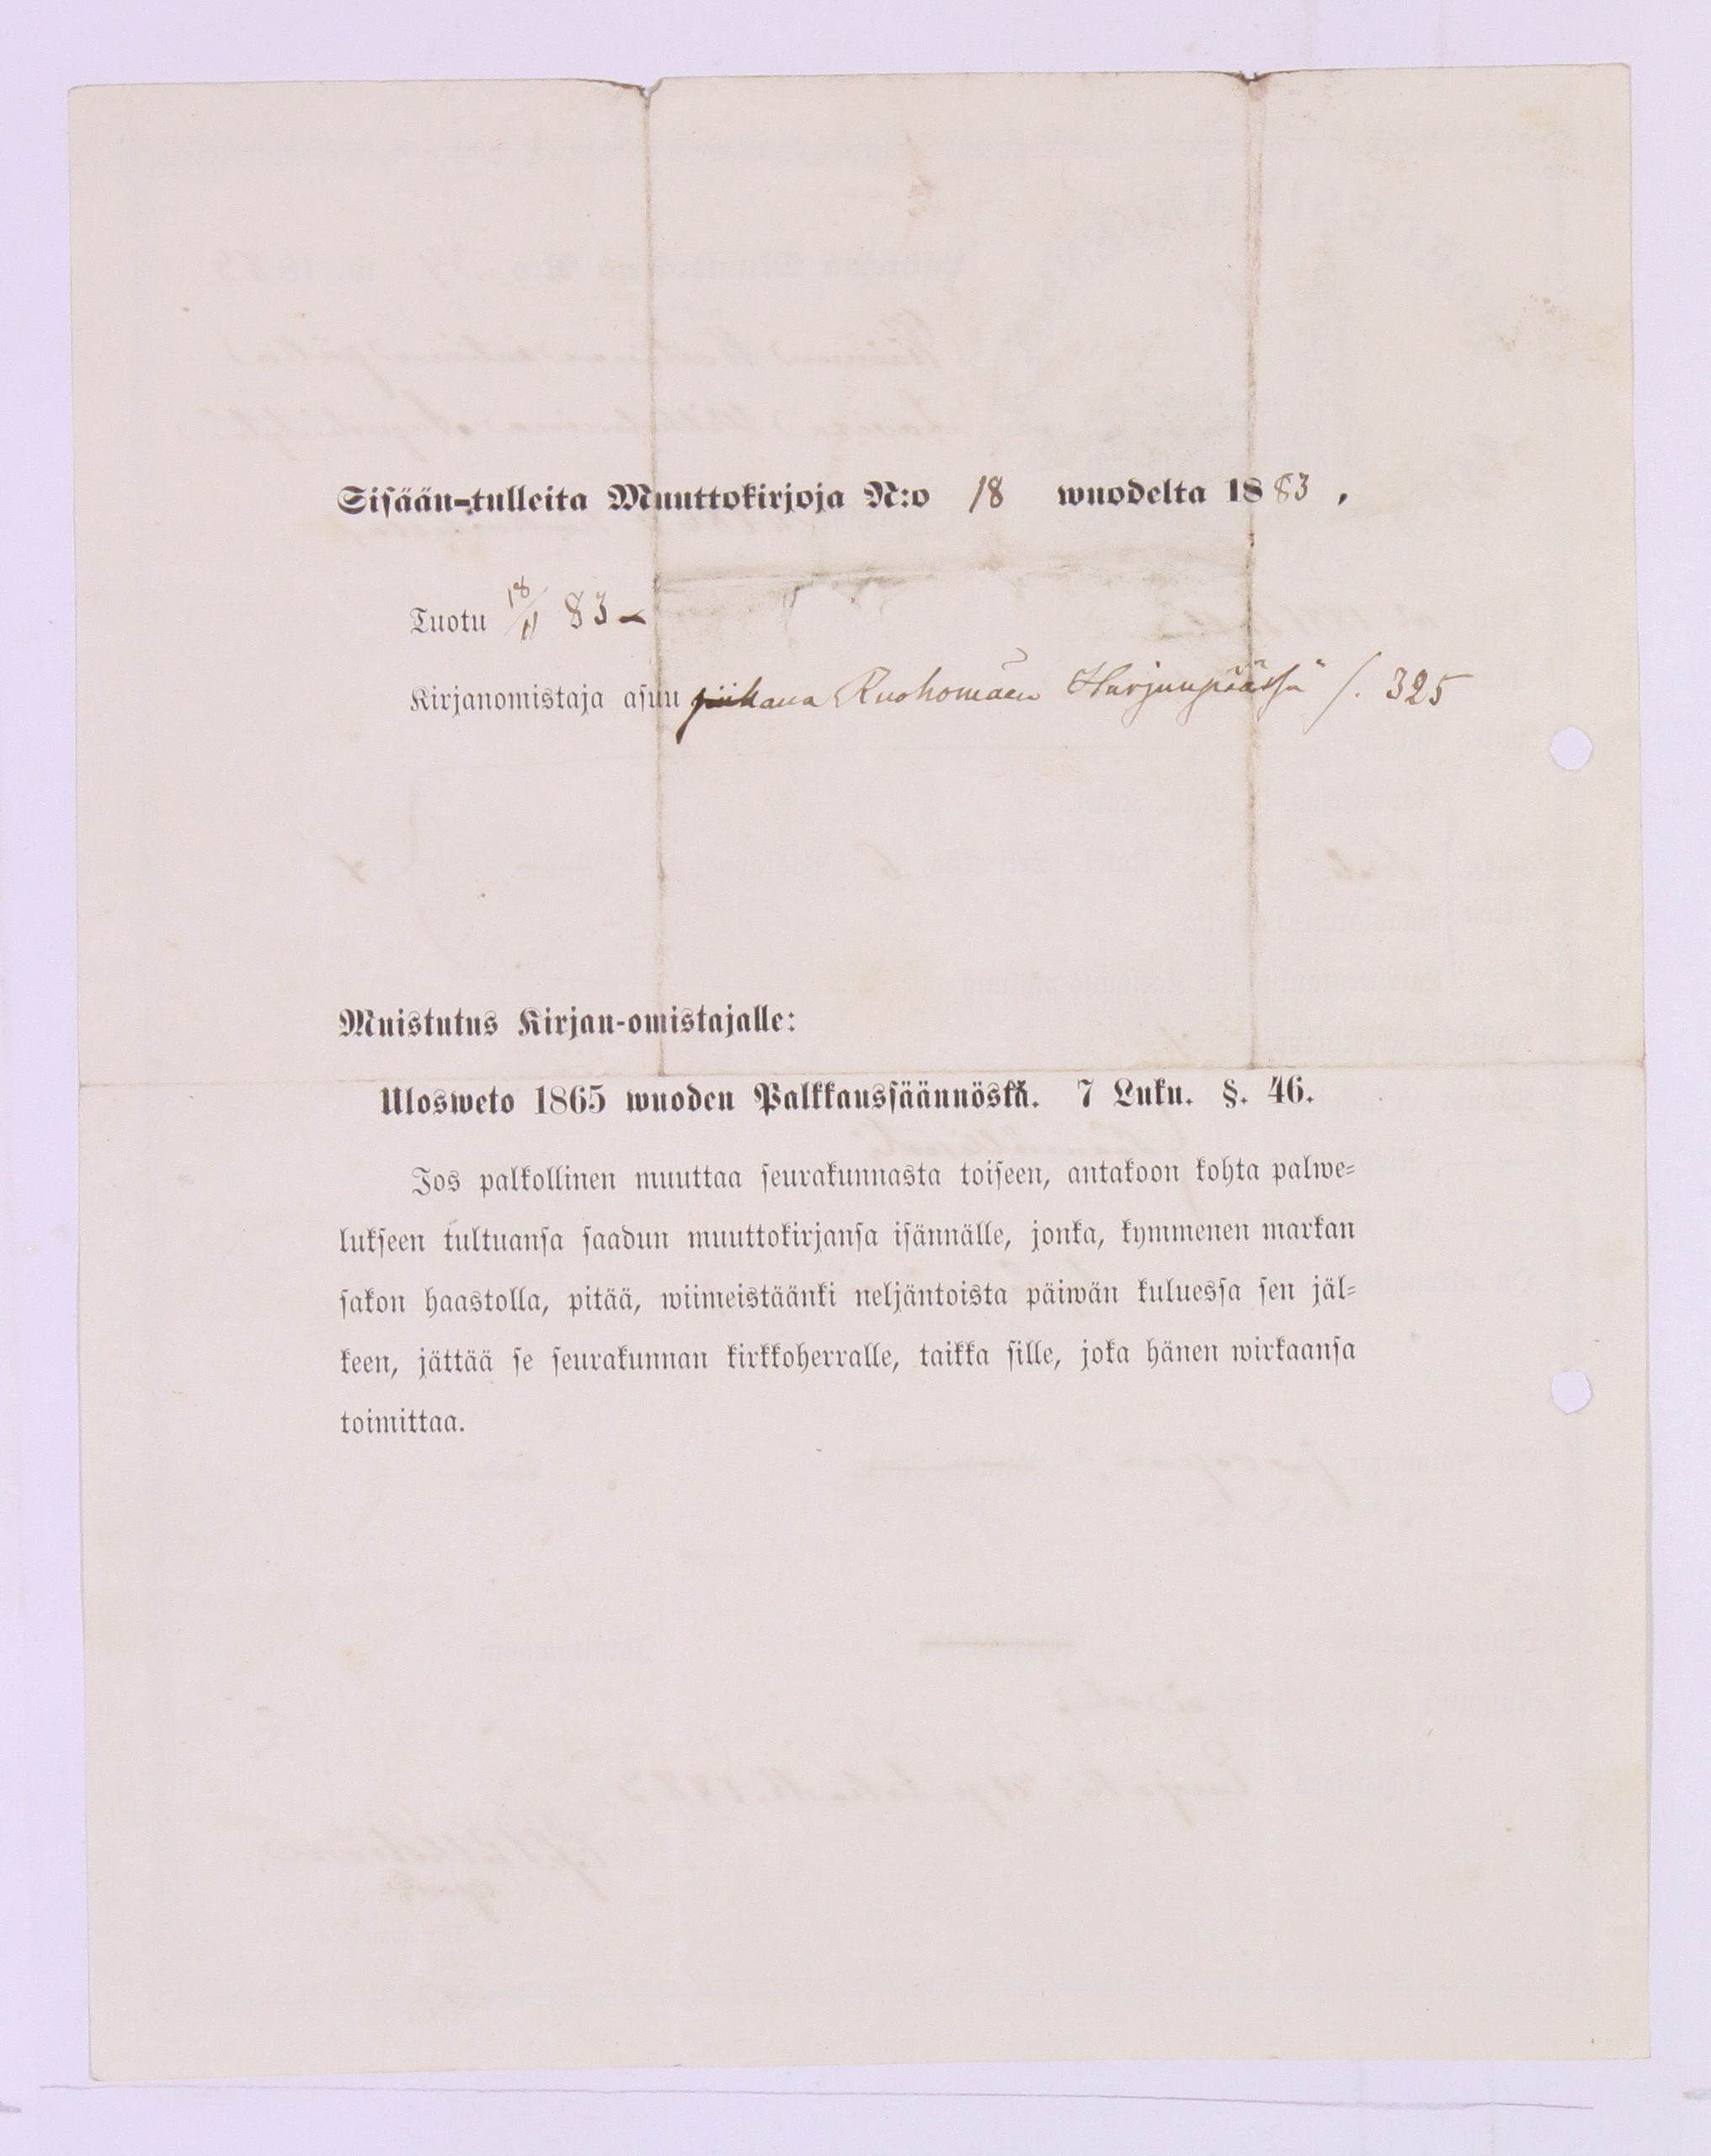 Sisään-tulleita Muuttokirjoja N:o 18 wuodelta 1883,
Tuotu 18/11 83
Kirjanomistaja asuu piikana Ruohomäen Harjunpäässä /. 325
Muistutus Kirjan-omistajalle:
Ulosweto 1865 wuoden Palkkaussäännöstä. 7 Luku. §. 46.
Jos palkollinen muuttaa seurakunnasta toiseen, antakoon kohta palwe-
lukseen tultuansa saadun muuttokirjansa isännälle, jonka, kymmenen markan
sakon haastolla, pitää, wiimeistäänki neljäntoista päiwän kuluessa sen jäl-
keen, jättää se seurakunnan kirkkoherralle, taikka sille, joka hänen wirkaansa
toimittaa.